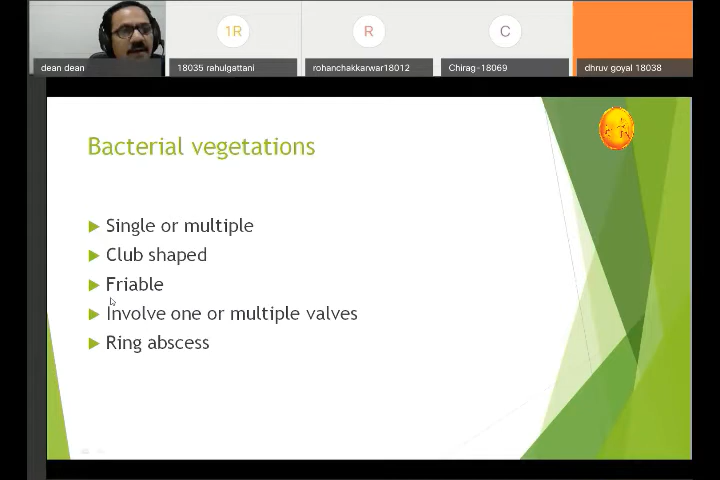 1R
R
C
dean dean
18035 rahulgattani
rohanchakkarwar18012
Chirag-18069
dhruv goyal 18038
Bacterial vegetations
Single or multiple
Club shaped
Friable
Involve one or multiple valves
Ring abscess